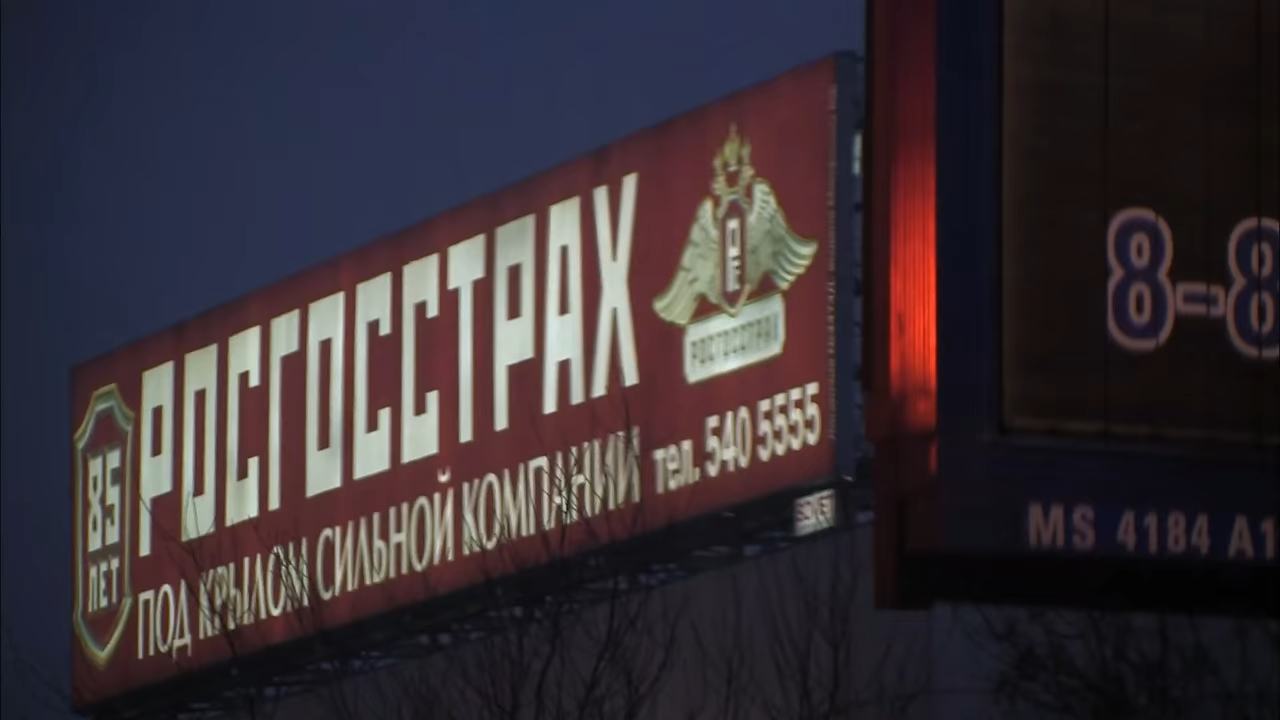 85
ЛЕТ
РОСГОССТРАХ
ПОД КРЫЛОМ СИЛЬНОЙ КОМПАНИИ
РОСГОССТРАХ
тел. 540 5555
8-8
MS 4184 A1